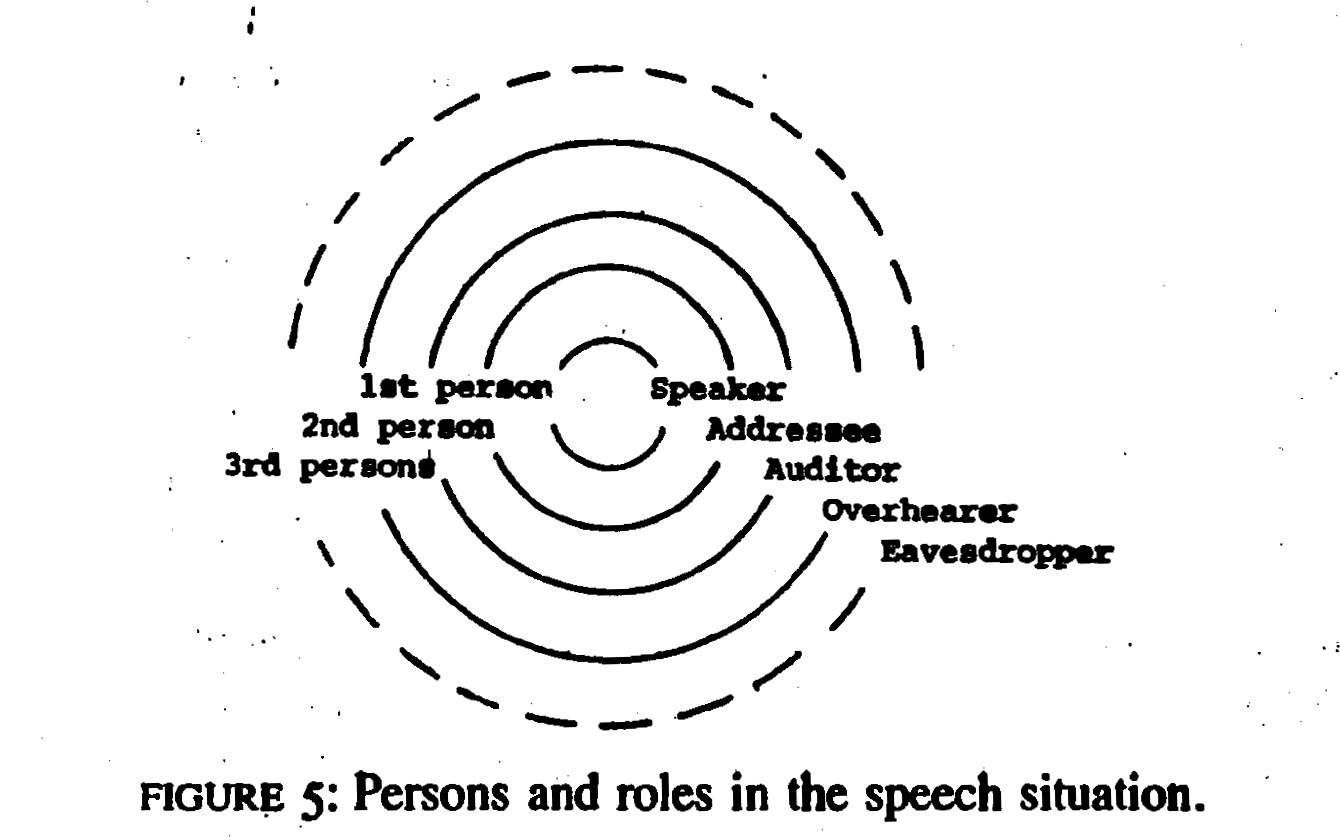 1st person Speaker
2nd person Addressee
3rd persons Auditor
Overhearer
Eavesdropper
FIGURE 5: Persons and roles in the speech situation.